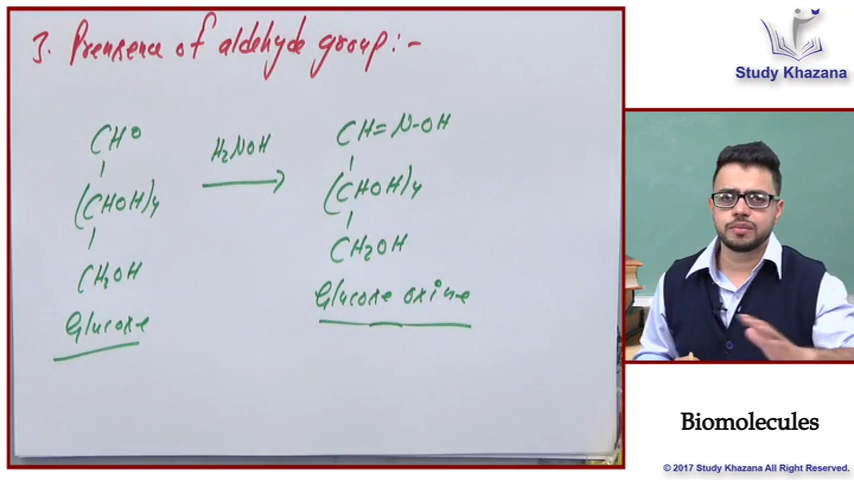 3. Prensence of aldehyde group:-
CHO
(CHOH)4
CH2OH
Glucose
H2NOH
CH=N-OH
(CHOH)4
CH2OH
Glucose oxime
Study Khazana
Biomolecules
© 2017 Study Khazana All Right Reserved.